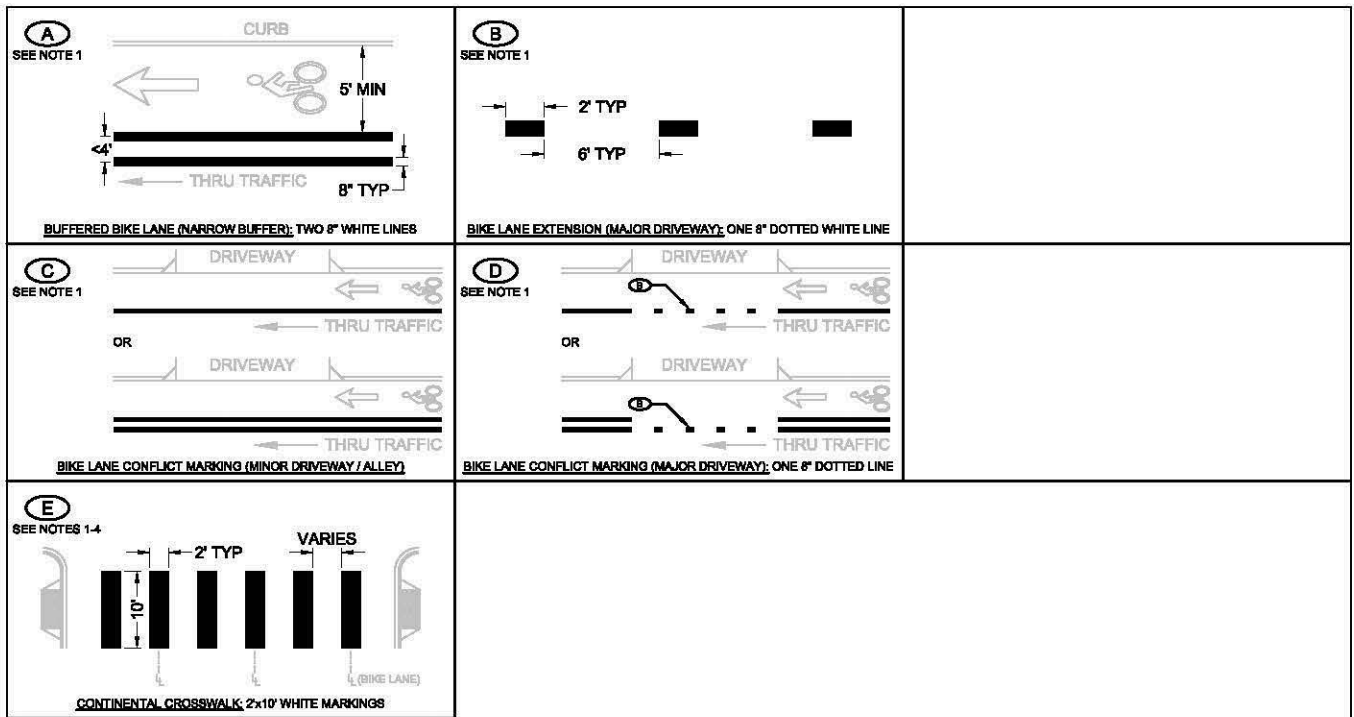 A
SEE NOTE 1
CURB
5' MIN
<4'
THRU TRAFFIC
8" TYP
BUFFERED BIKE LANE (NARROW BUFFER): TWO 8" WHITE LINES
B
SEE NOTE 1
2' TYP
6' TYP
BIKE LANE EXTENSION (MAJOR DRIVEWAY): ONE 8" DOTTED WHITE LINE
C
SEE NOTE 1
DRIVEWAY
THRU TRAFFIC
OR
DRIVEWAY
THRU TRAFFIC
BIKE LANE CONFLICT MARKING (MINOR DRIVEWAY / ALLEY)
D
SEE NOTE 1
DRIVEWAY
B
THRU TRAFFIC
OR
DRIVEWAY
B
THRU TRAFFIC
BIKE LANE CONFLICT MARKING (MAJOR DRIVEWAY): ONE 8" DOTTED LINE
E
SEE NOTES 1-4
2' TYP
VARIES
10'
(BIKE LANE)
CONTINENTAL CROSSWALK: 2'x10' WHITE MARKINGS